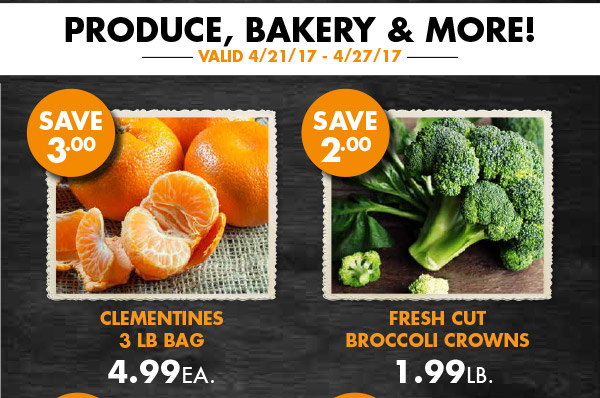 PRODUCE, BAKERY & MORE!
VALID 4/21/17 - 4/27/17
SAVE
3.00
SAVE
2.00
CLEMENTINES
3 LB BAG
4.99EA.
FRESH CUT
BROCCOLI CROWNS
1.99LB.